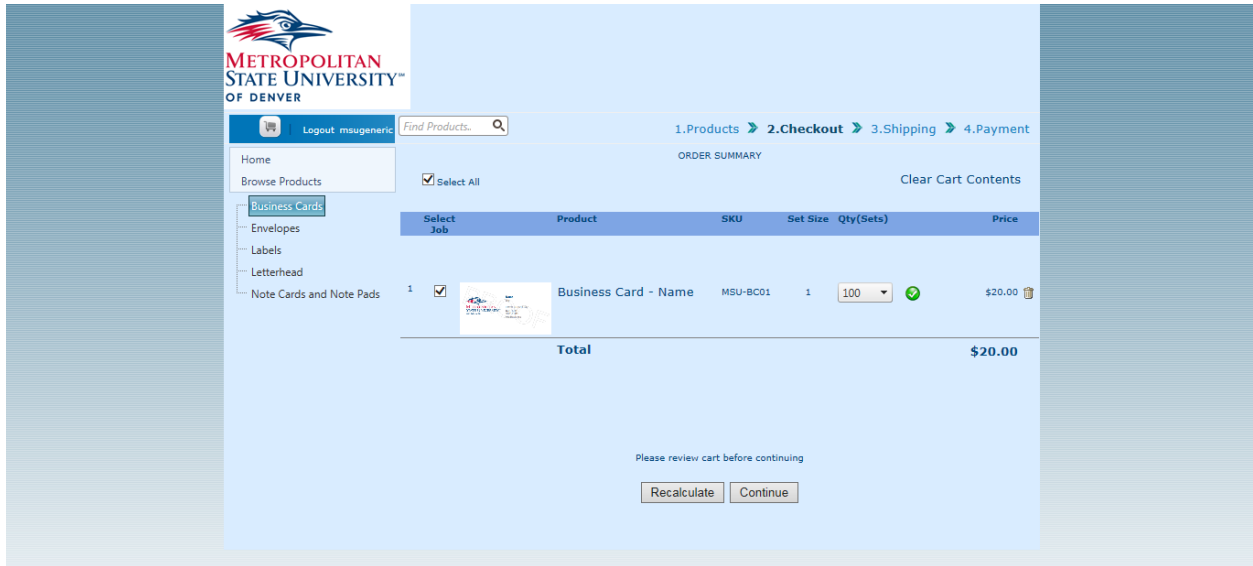 METROPOLITAN
STATE UNIVERSITY℠
OF DENVER
Logout msugeneric
Find Products..
1.Products 2.Checkout 3.Shipping 4.Payment
Home
Browse Products
Business Cards
Envelopes
Labels
Letterhead
Note Cards and Note Pads
ORDER SUMMARY
Select All
Clear Cart Contents
Select Job Product SKU Set Size Qty(Sets) Price
1 Business Card - Name MSU-BC01 1 100 $20.00
Total $20.00
Please review cart before continuing
Recalculate Continue